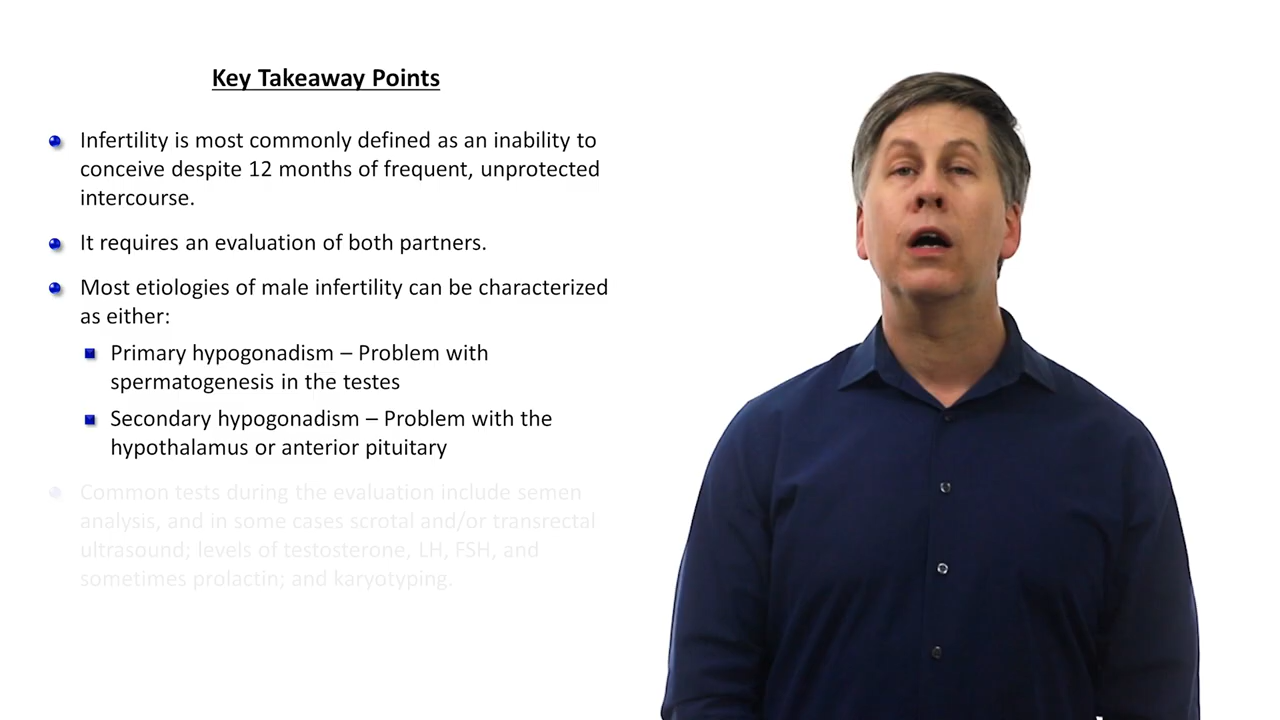 Key Takeaway Points
Infertility is most commonly defined as an inability to
conceive despite 12 months of frequent, unprotected
intercourse.
It requires an evaluation of both partners.
Most etiologies of male infertility can be characterized
as either:
Primary hypogonadism – Problem with
spermatogenesis in the testes
Secondary hypogonadism – Problem with the
hypothalamus or anterior pituitary
Common tests during the evaluation include semen
analysis, and in some cases scrotal and/or transrectal
ultrasound; levels of testosterone, LH, FSH, and
sometimes prolactin; and karyotyping.